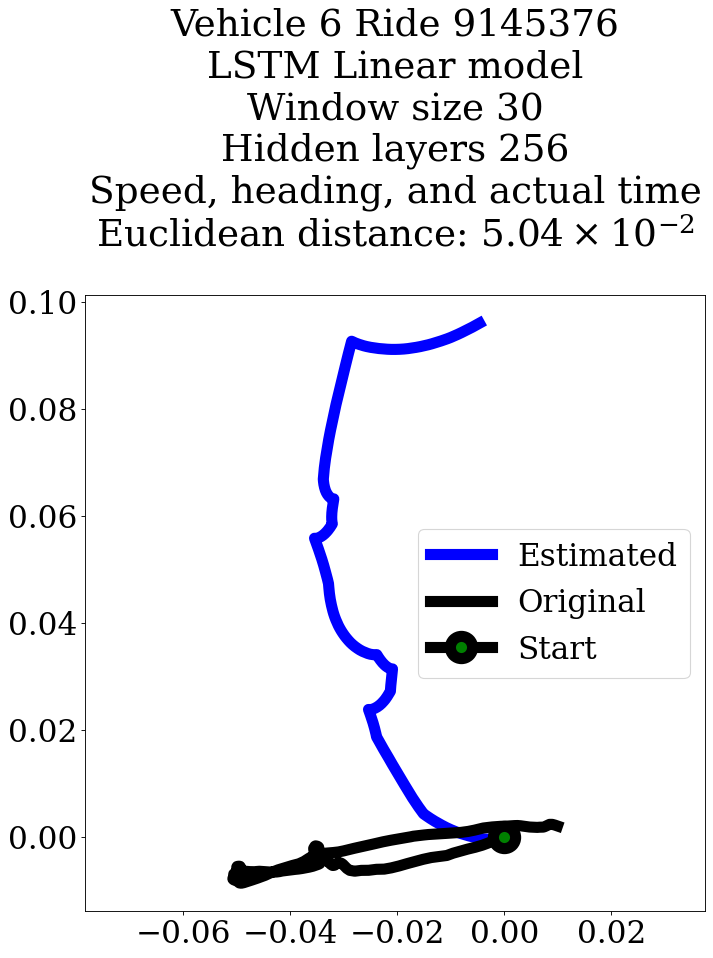 Vehicle 6 Ride 9145376
LSTM Linear model
Window size 30
Hidden layers 256
Speed, heading, and actual time
Euclidean distance: 5.04 × 10⁻²
0.10
0.08
0.06
0.04
0.02
0.00
Estimated
Original
Start
−0.06 −0.04 −0.02 0.00 0.02